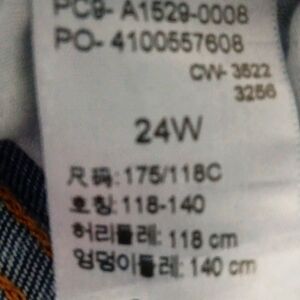 PC9- A1529-0008
PO- 4100557608
CW- 3522
3256
24W
尺码: 175/118C
호칭: 118-140
허리둘레: 118 cm
엉덩이둘레: 140 cm